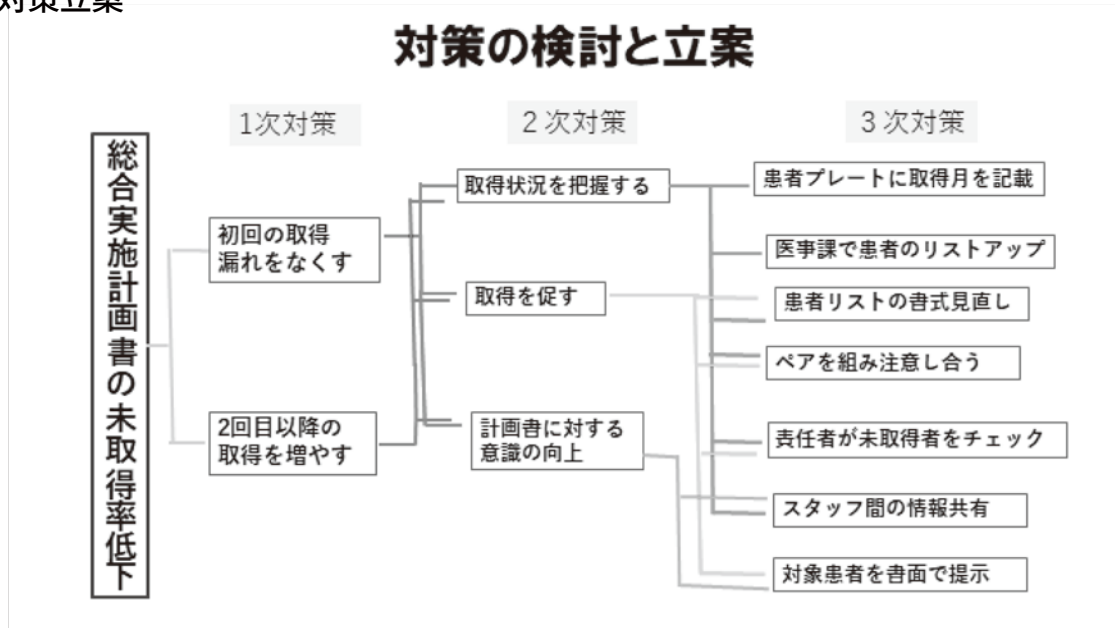 対策立案
対策の検討と立案
1次対策
2次対策
3次対策
総合実施計画書の未取得率低下
初回の取得
漏れをなくす
2回目以降の
取得を増やす
取得状況を把握する
取得を促す
計画書に対する
意識の向上
患者プレートに取得月を記載
医事課で患者のリストアップ
患者リストの書式見直し
ペアを組み注意し合う
責任者が未取得者をチェック
スタッフ間の情報共有
対象患者を書面で提示